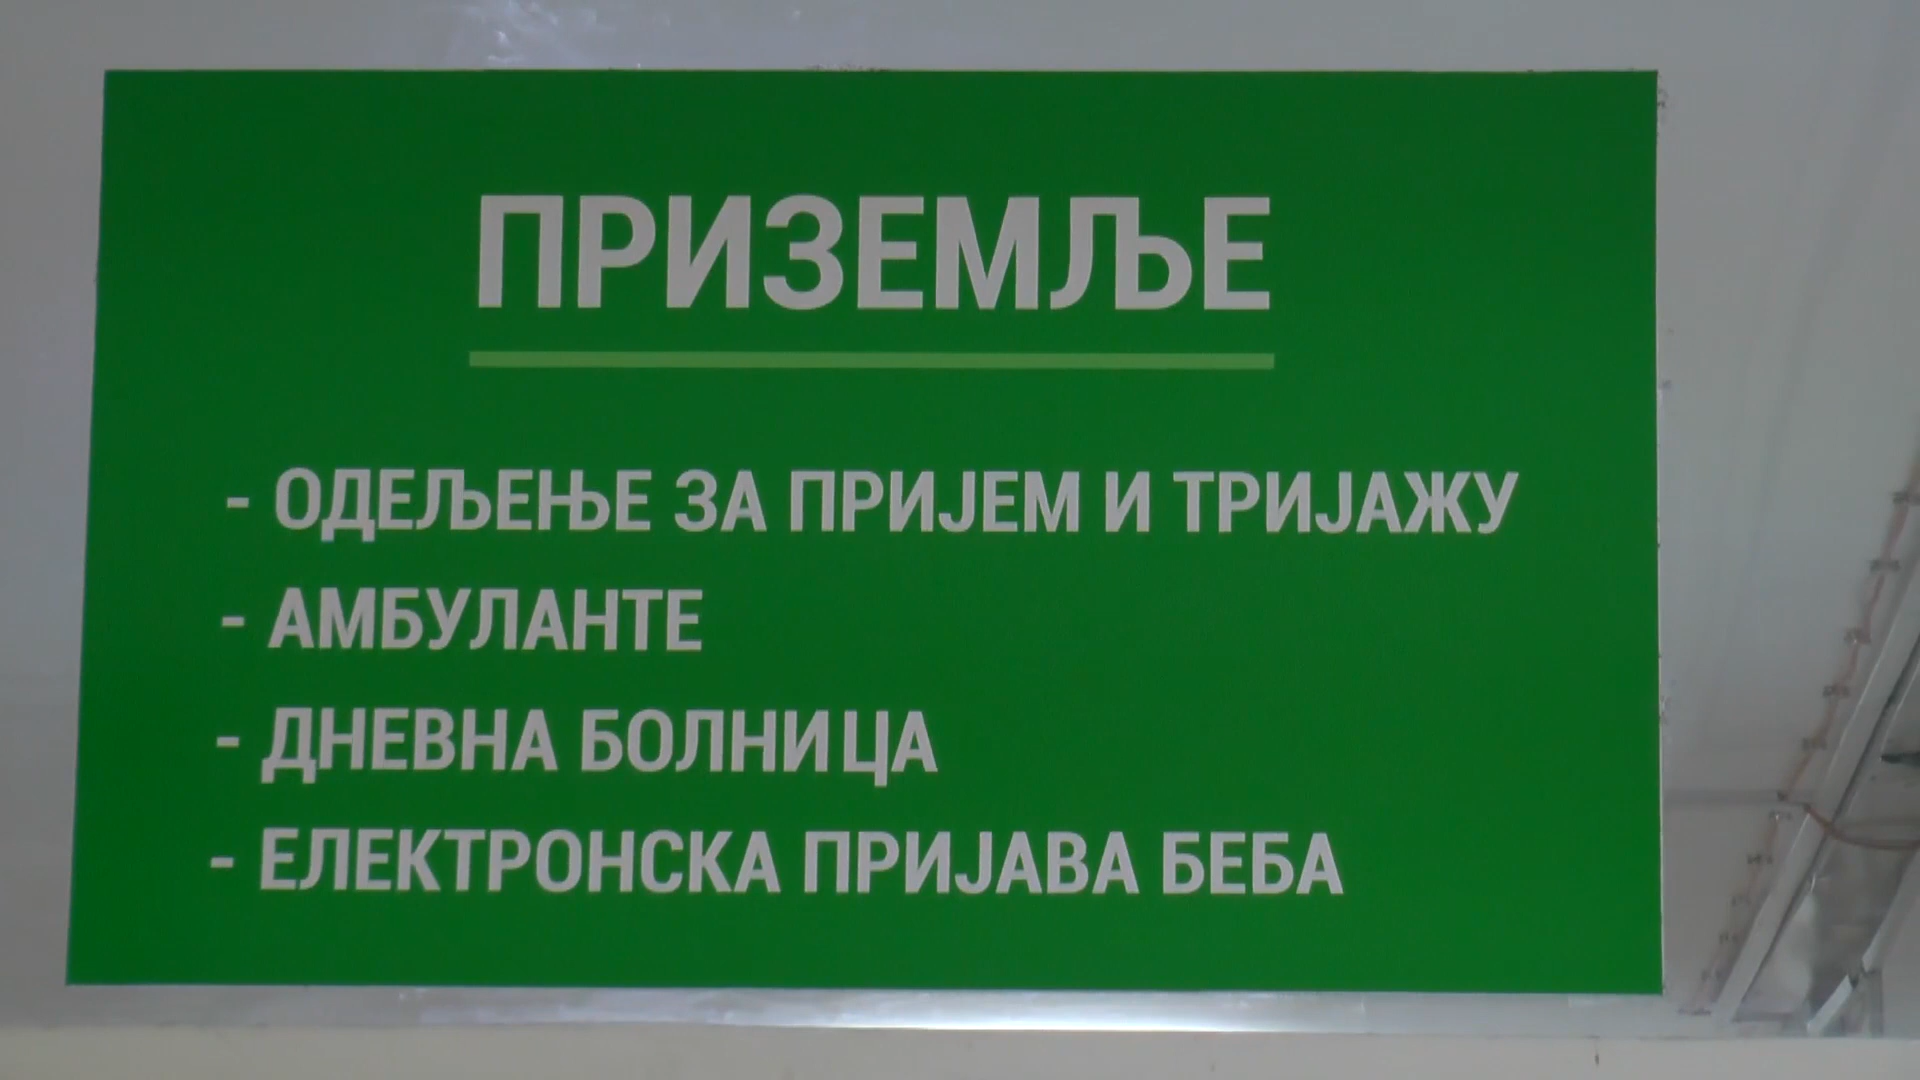 ПРИЗЕМЉЕ
- ОДЕЉЕЊЕ ЗА ПРИЈЕМ И ТРИЈАЖУ
- АМБУЛАНТЕ
- ДНЕВНА БОЛНИЦА
- ЕЛЕКТРОНСКА ПРИЈАВА БЕБА